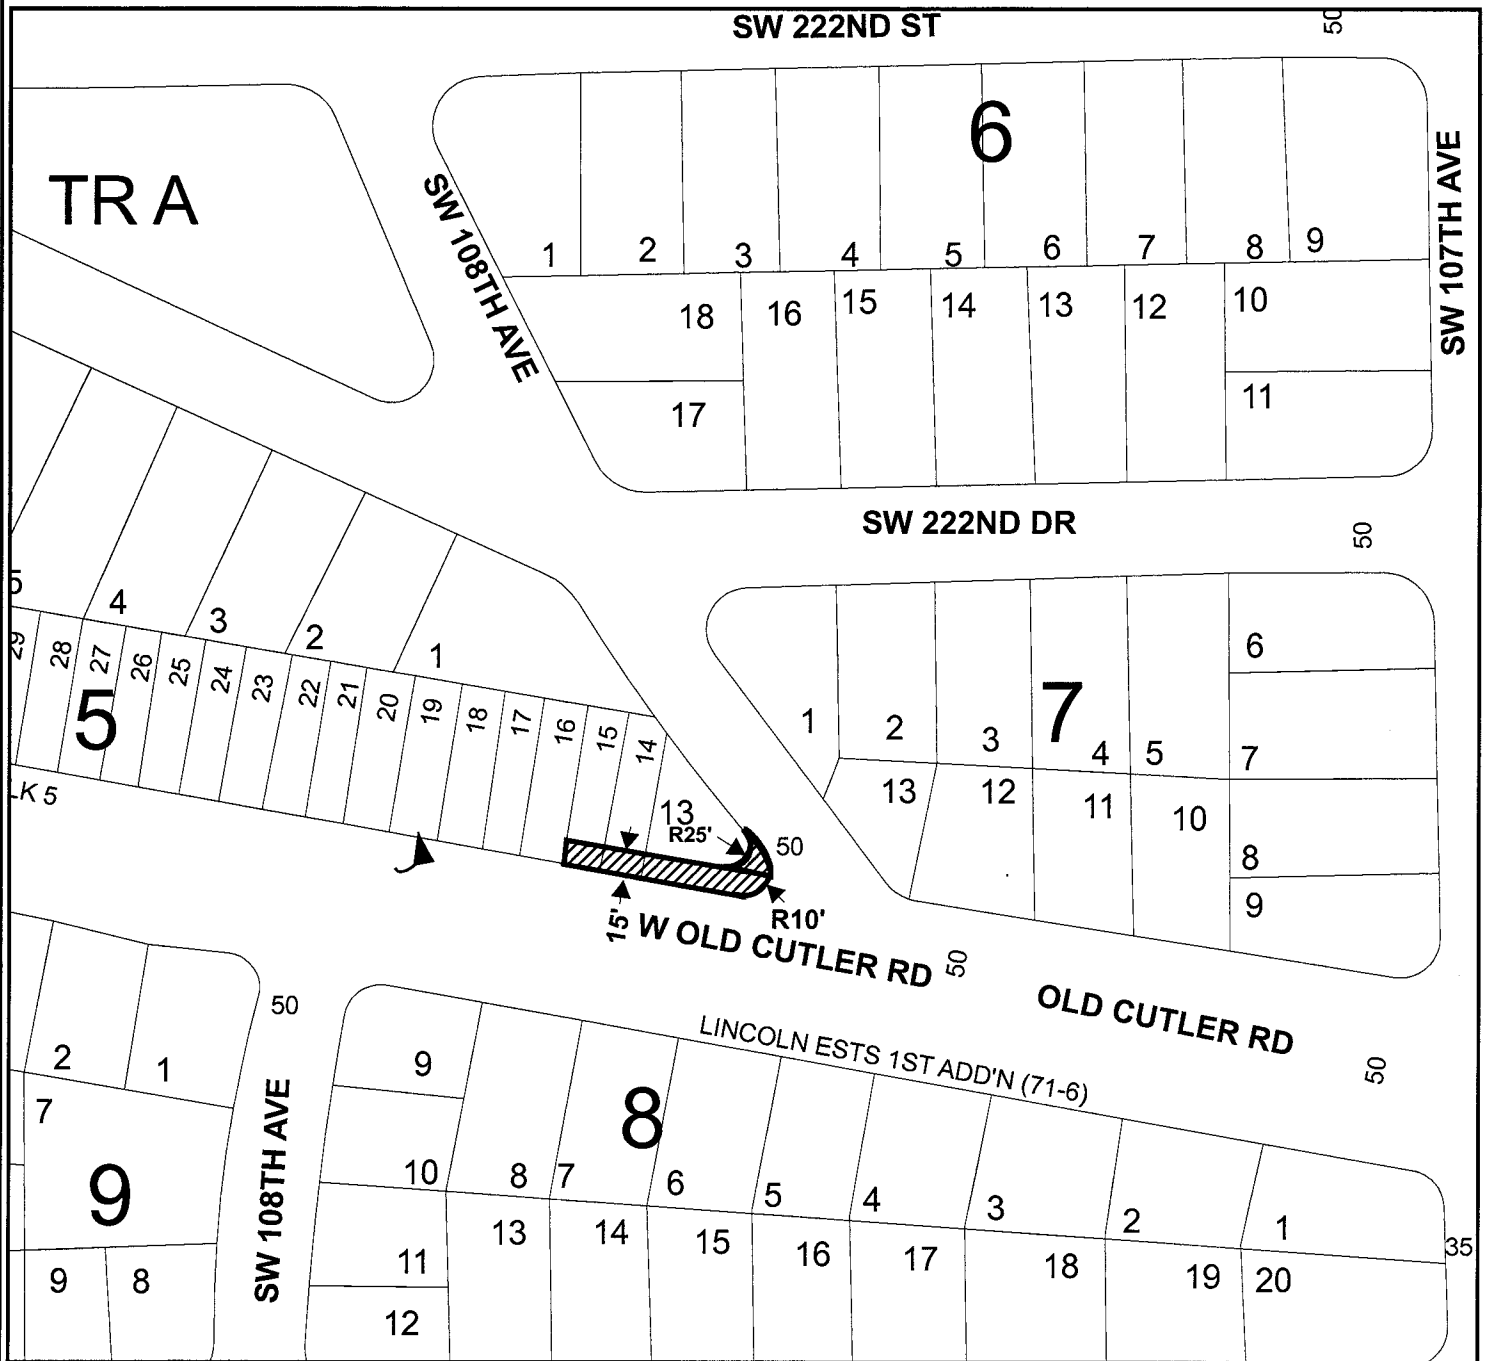 SW 222ND ST
50
6
TR A
SW 108TH AVE
SW 107TH AVE
1 2 3 4 5 6 7 8 9
18 16 15 14 13 12 10
17 11
SW 222ND DR
50
5 4 3 2 1
29 28 27 26 25 24 23 22 21 20 19 18 17 16 15 14
5
13
R25'
50
7
6
1 2 3 4 5 7
13 12 11 10 8
9
LK 5
15'
R10'
W OLD CUTLER RD
50
OLD CUTLER RD
50
LINCOLN ESTS 1ST ADD'N (71-6)
50
2 1
7
9
9 8
SW 108TH AVE
9
8
10 8 7 6 5 4 3 2 1
35
11 13 14 15 16 17 18 19 20
12